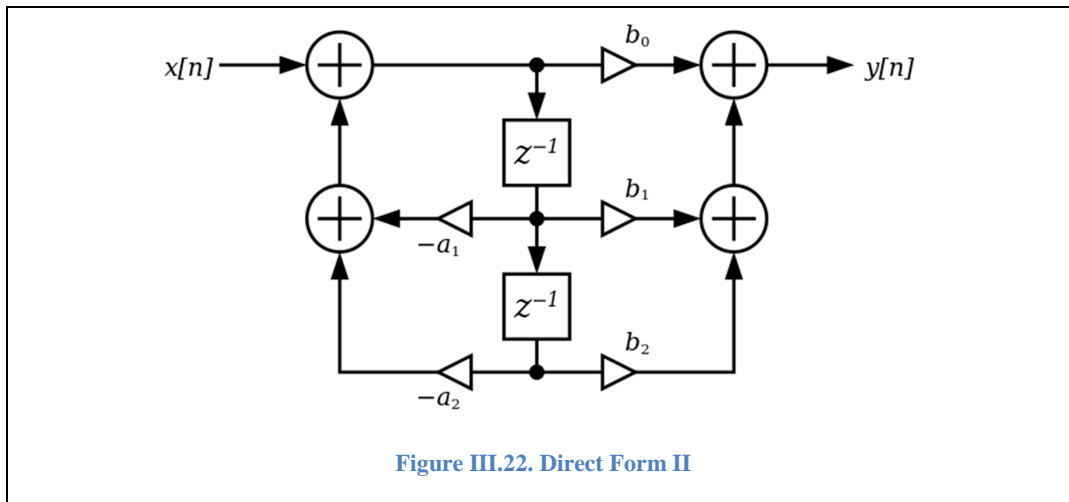 b₀
x[n]
y[n]
z⁻¹
b₁
−a₁
z⁻¹
b₂
−a₂
Figure III.22. Direct Form II